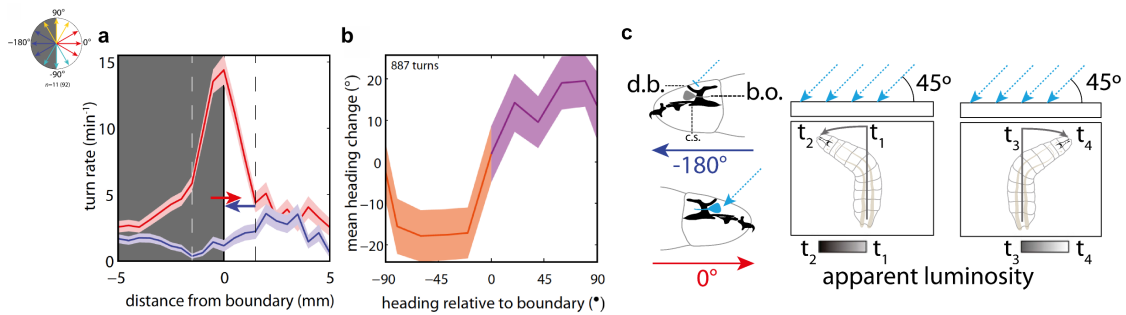 90°
-180°
0°
-90°
n=11 (92)
a
turn rate (min⁻¹)
15
10
5
0
-5
0
5
distance from boundary (mm)
b
887 turns
mean heading change (°)
20
10
0
-10
-20
-90
-45
0
45
90
heading relative to boundary (°)
c
d.b.
b.o.
c.s.
-180°
0°
45°
t₂
t₁
t₂
t₁
45°
t₃
t₄
t₃
t₄
apparent luminosity